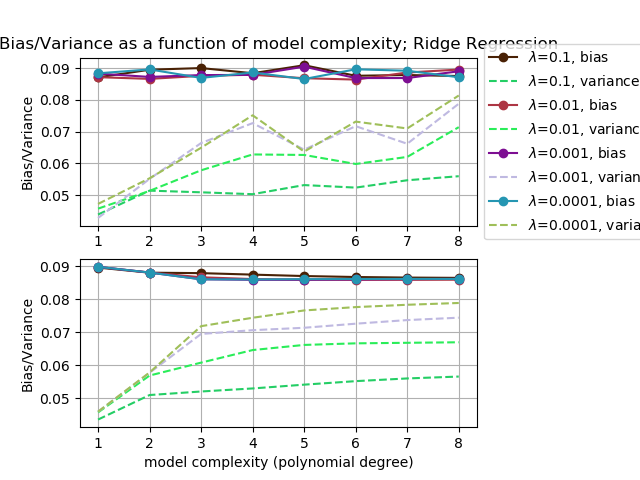 Bias/Variance as a function of model complexity; Ridge Regression
λ=0.1, bias
λ=0.1, variance
λ=0.01, bias
λ=0.01, varianc
λ=0.001, bias
λ=0.001, varian
λ=0.0001, bias
λ=0.0001, varia
Bias/Variance
0.09
0.08
0.07
0.06
0.05
1 2 3 4 5 6 7 8
Bias/Variance
0.09
0.08
0.07
0.06
0.05
1 2 3 4 5 6 7 8
model complexity (polynomial degree)